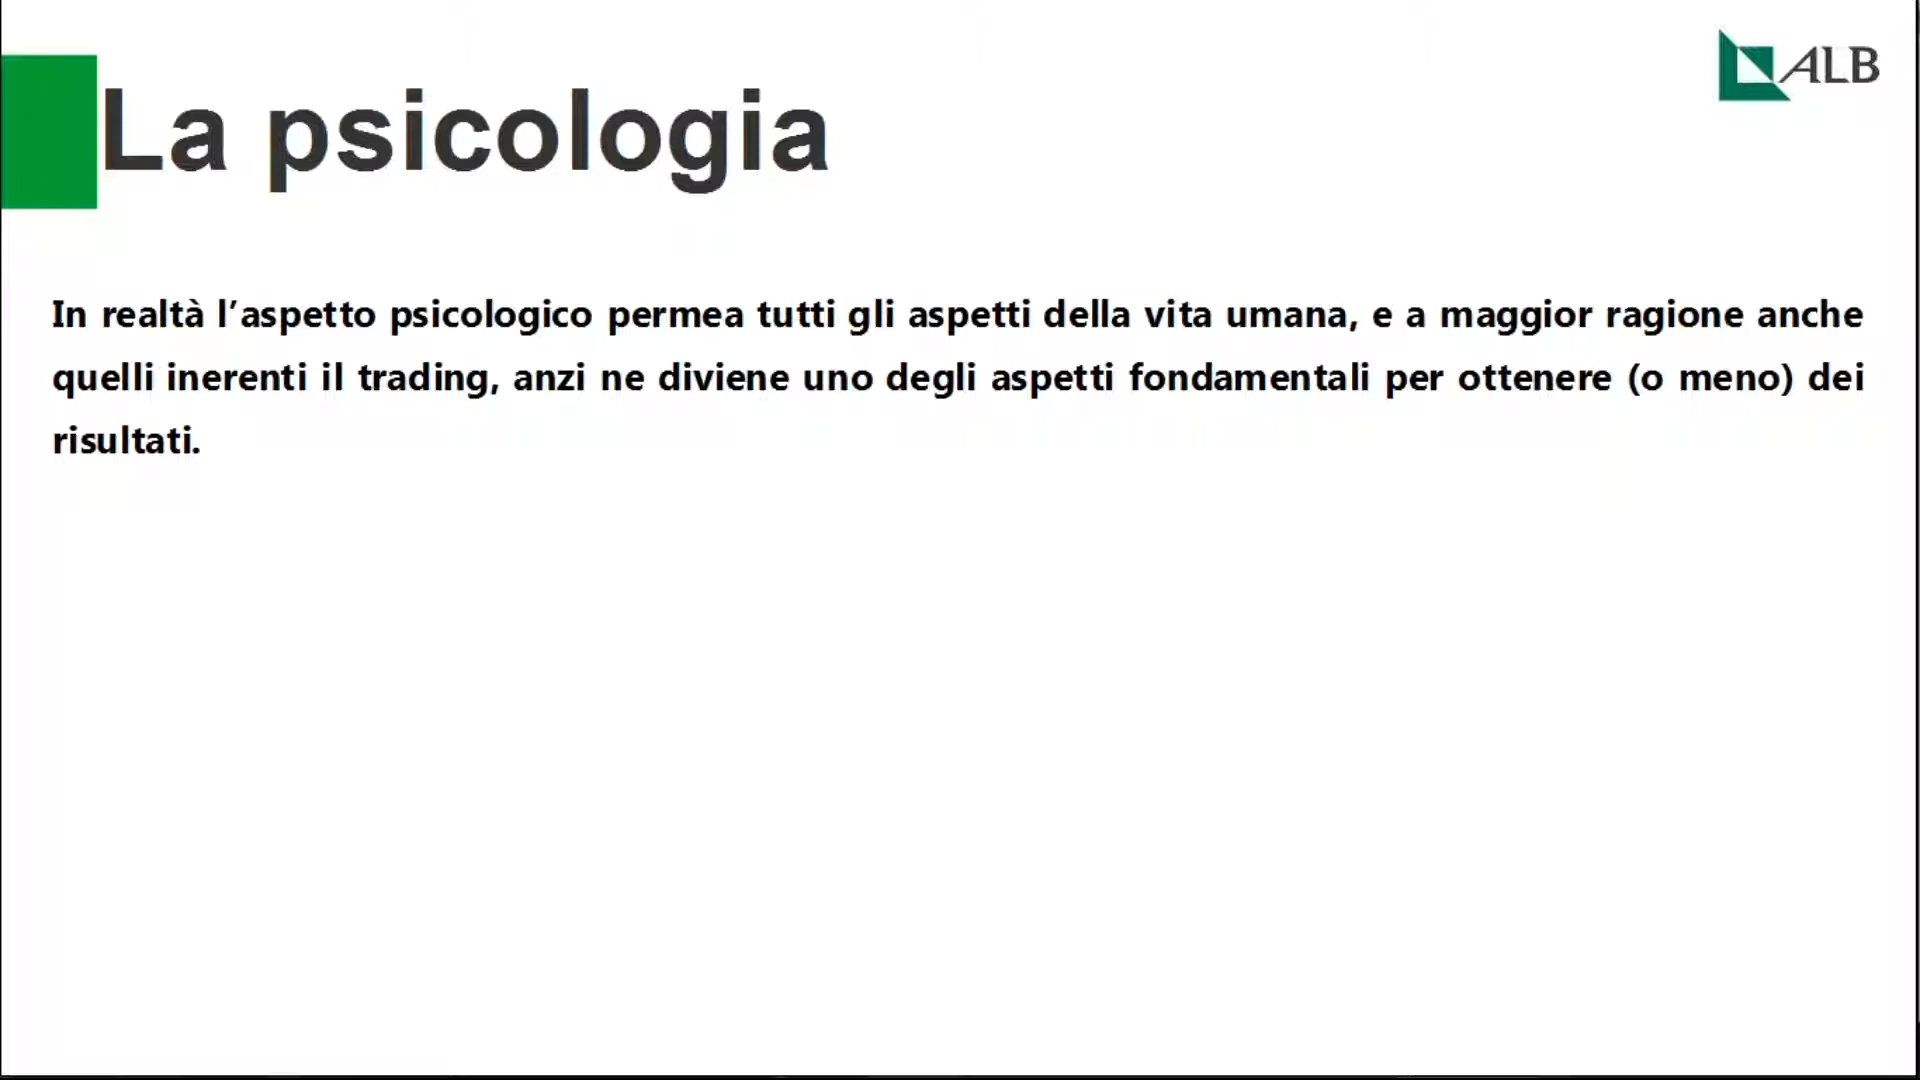 ALB
La psicologia
In realtà l’aspetto psicologico permea tutti gli aspetti della vita umana, e a maggior ragione anche
quelli inerenti il trading, anzi ne diviene uno degli aspetti fondamentali per ottenere (o meno) dei
risultati.